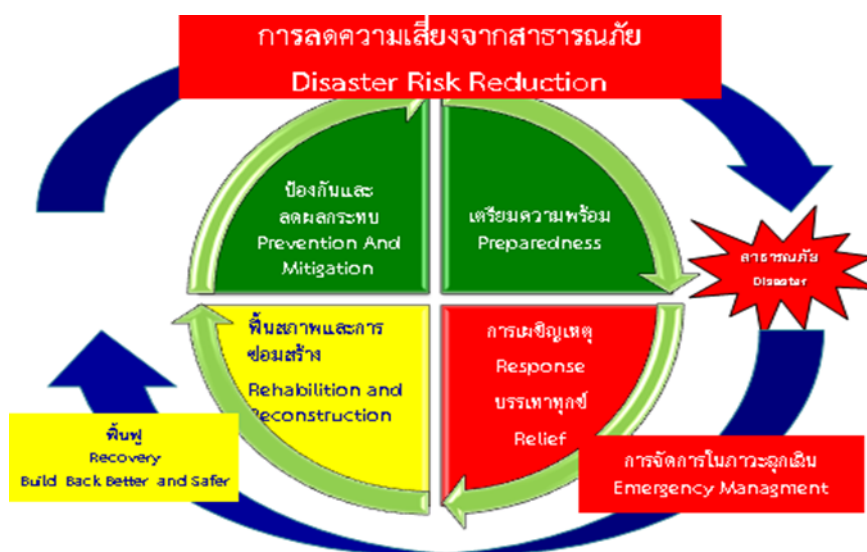 การลดความเสี่ยงจากสาธารณภัย
Disaster Risk Reduction
ป้องกันและ
ลดผลกระทบ
Prevention And
Mitigation
เตรียมความพร้อม
Preparedness
สาธารณภัย
Disaster
ฟื้นสภาพและการ
ซ่อมสร้าง
Rehabilition and
Reconstruction
การเผชิญเหตุ
Response
บรรเทาทุกข์
Relief
ฟื้นฟู
Recovery
Build Back Better and Safer
การจัดการในภาวะฉุกเฉิน
Emergency Managment